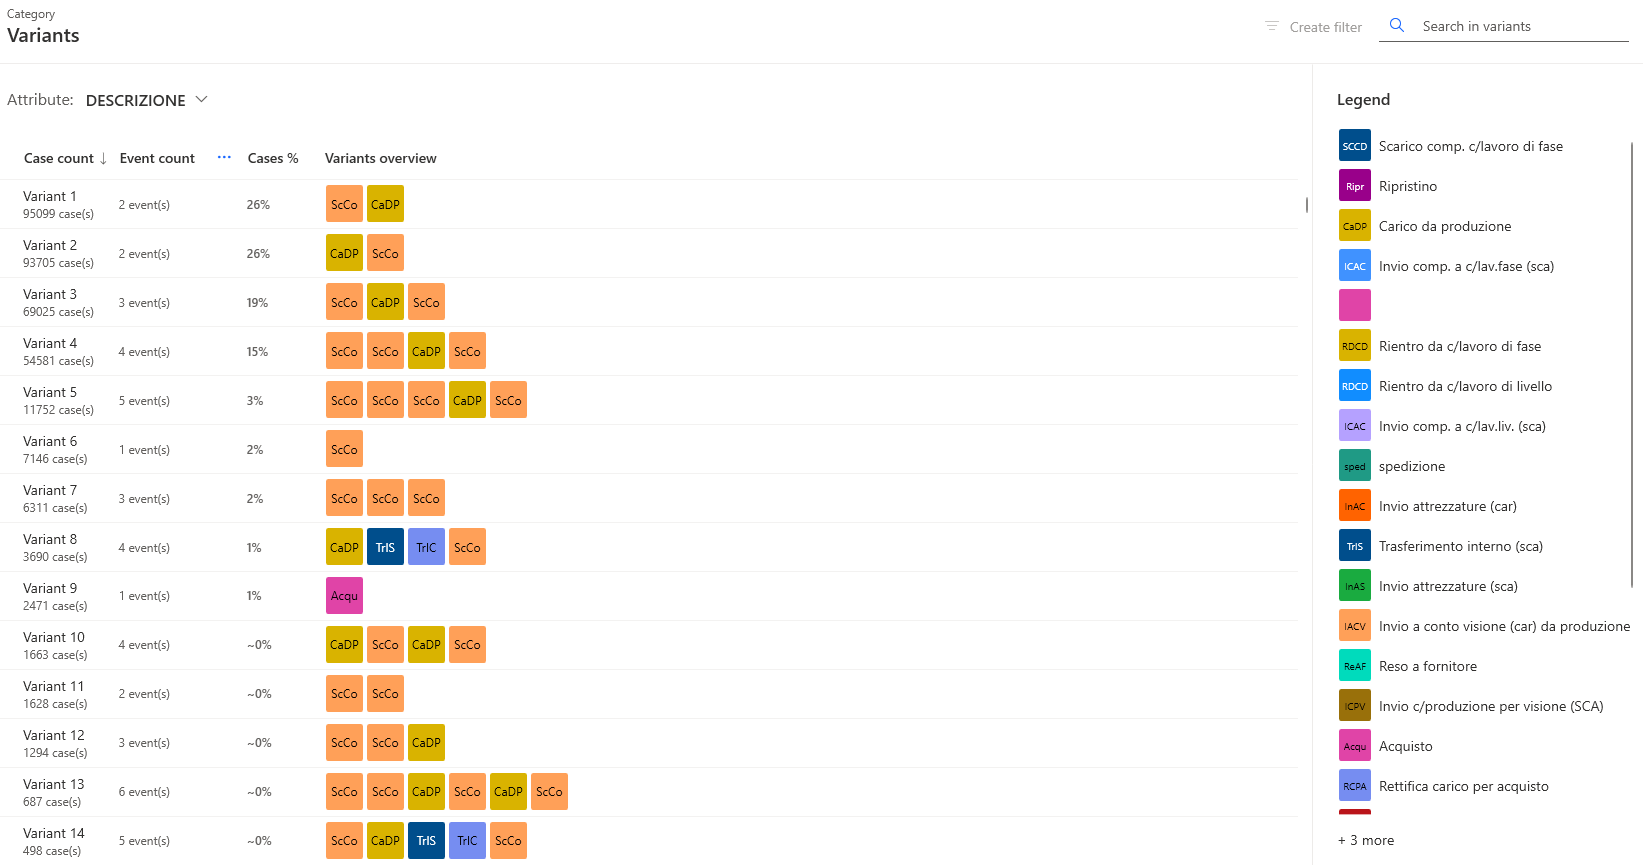 Category
Variants
Create filter
Search in variants
Attribute: DESCRIZIONE
Case count ↓ Event count ··· Cases % Variants overview
Variant 1
95099 case(s)
2 event(s) 26% ScCo CaDP
Variant 2
93705 case(s)
2 event(s) 26% CaDP ScCo
Variant 3
69025 case(s)
3 event(s) 19% ScCo CaDP ScCo
Variant 4
54581 case(s)
4 event(s) 15% ScCo ScCo CaDP ScCo
Variant 5
11752 case(s)
5 event(s) 3% ScCo ScCo ScCo CaDP ScCo
Variant 6
7146 case(s)
1 event(s) 2% ScCo
Variant 7
6311 case(s)
3 event(s) 2% ScCo ScCo ScCo
Variant 8
3690 case(s)
4 event(s) 1% CaDP TrIS TrIC ScCo
Variant 9
2471 case(s)
1 event(s) 1% Acqu
Variant 10
1663 case(s)
4 event(s) ~0% CaDP ScCo CaDP ScCo
Variant 11
1628 case(s)
2 event(s) ~0% ScCo ScCo
Variant 12
1294 case(s)
3 event(s) ~0% ScCo ScCo CaDP
Variant 13
687 case(s)
6 event(s) ~0% ScCo ScCo CaDP ScCo CaDP ScCo
Variant 14
498 case(s)
5 event(s) ~0% ScCo CaDP TrIS TrIC ScCo
Legend
SCCD Scarico comp. c/lavoro di fase
Ripr Ripristino
CaDP Carico da produzione
ICAC Invio comp. a c/lav.fase (sca)
RDCD Rientro da c/lavoro di fase
RDCD Rientro da c/lavoro di livello
ICAC Invio comp. a c/lav.liv. (sca)
sped spedizione
InAC Invio attrezzature (car)
TrIS Trasferimento interno (sca)
InAS Invio attrezzature (sca)
IACV Invio a conto visione (car) da produzione
ReAF Reso a fornitore
ICPV Invio c/produzione per visione (SCA)
Acqu Acquisto
RCPA Rettifica carico per acquisto
+ 3 more